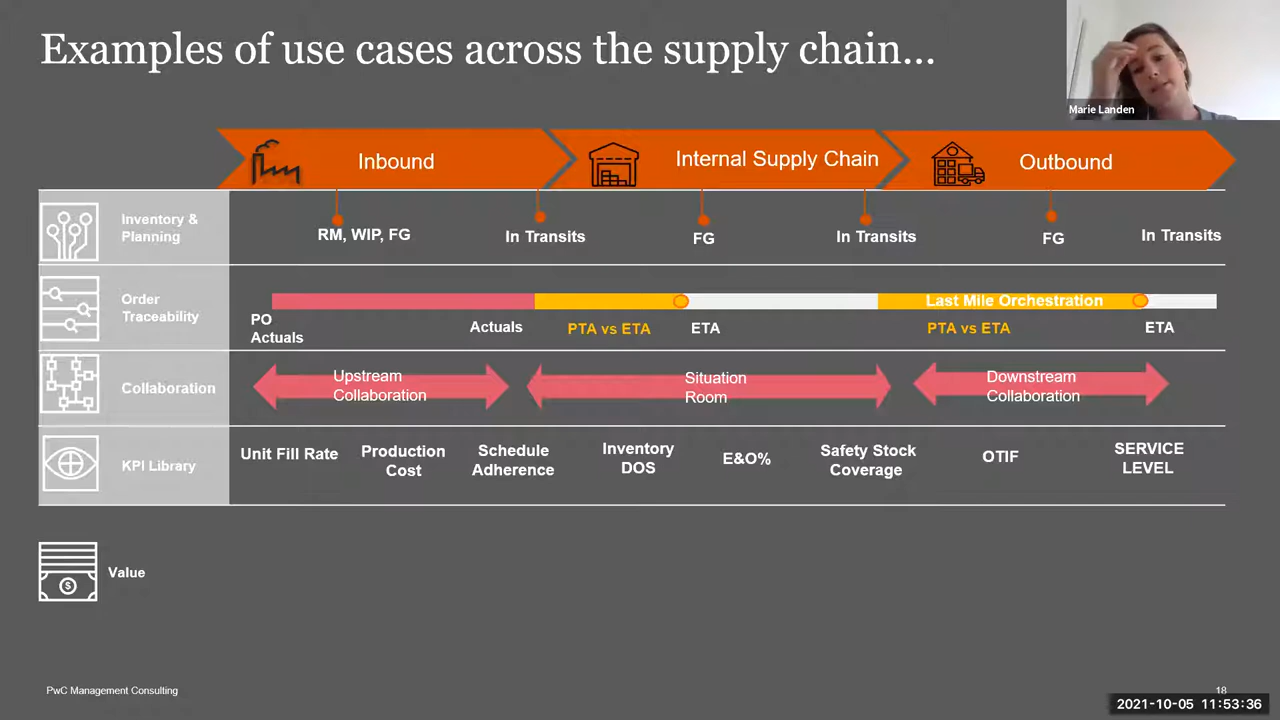 Examples of use cases across the supply chain...
Marie Landen
Inbound
Internal Supply Chain
Outbound
Inventory &
Planning
RM, WIP, FG
In Transits
FG
In Transits
FG
In Transits
Order
Traceability
Last Mile Orchestration
PO
Actuals
Actuals
PTA vs ETA
ETA
PTA vs ETA
ETA
Collaboration
Upstream
Collaboration
Situation
Room
Downstream
Collaboration
KPI Library
Unit Fill Rate
Production
Cost
Schedule
Adherence
Inventory
DOS
E&O%
Safety Stock
Coverage
OTIF
SERVICE
LEVEL
$
Value
PwC Management Consulting
18
2021-10-05 11:53:36